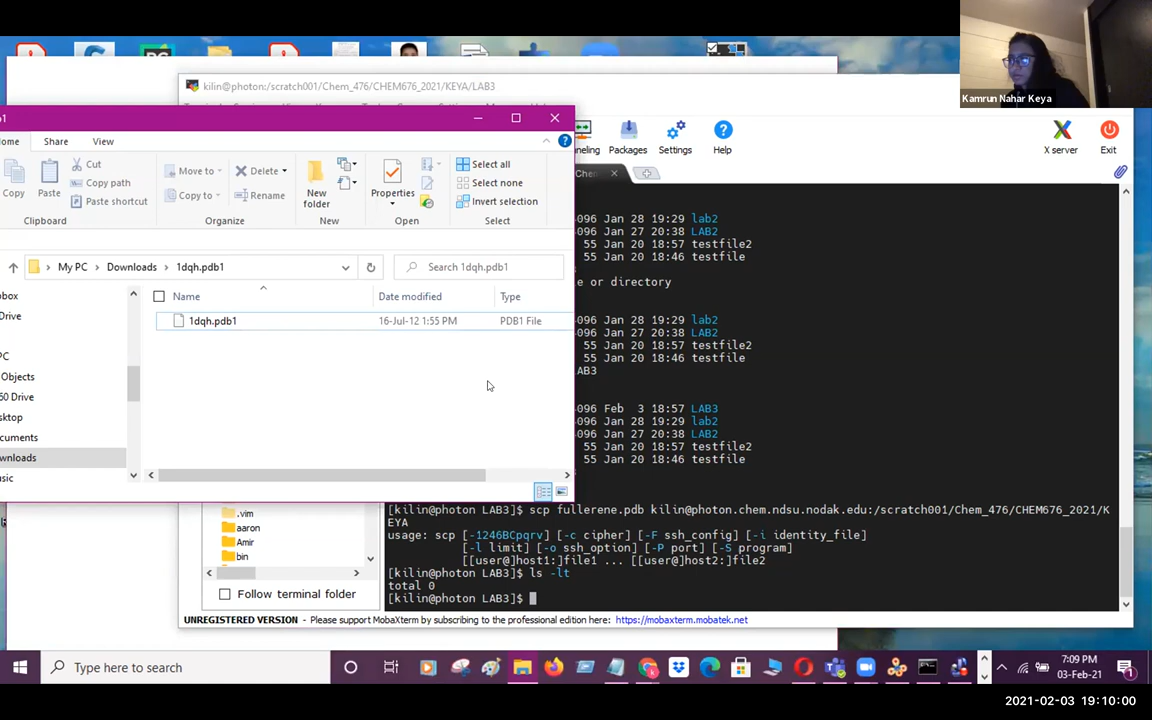 Kamrun Nahar Keya
kilin@photon:/scratch001/Chem_476/CHEM676_2021/KEYA/LAB3
Share View
Cut
Copy path
Paste shortcut
Copy Paste
Clipboard
Move to
Copy to
Delete
Rename
Organize
New folder
New
Properties
Open
Select all
Select none
Invert selection
Select
Packages Settings Help X server Exit
My PC > Downloads > 1dqh.pdb1
Search 1dqh.pdb1
Name Date modified Type
1dqh.pdb1 16-Jul-12 1:55 PM PDB1 File
Drive
PC
Objects
60 Drive
sktop
cuments
wnloads
usic
096 Jan 28 19:29 lab2
096 Jan 27 20:38 LAB2
55 Jan 20 18:57 testfile2
55 Jan 20 18:46 testfile
e or directory
096 Jan 28 19:29 lab2
096 Jan 27 20:38 LAB2
55 Jan 20 18:57 testfile2
55 Jan 20 18:46 testfile
AB3
096 Feb 3 18:57 LAB3
096 Jan 28 19:29 lab2
096 Jan 27 20:38 LAB2
55 Jan 20 18:57 testfile2
55 Jan 20 18:46 testfile
[kilin@photon LAB3]$ scp fullerene.pdb kilin@photon.chem.ndsu.nodak.edu:/scratch001/Chem_476/CHEM676_2021/K
EYA
usage: scp [-1246BCpqrv] [-c cipher] [-F ssh_config] [-i identity_file]
[-l limit] [-o ssh_option] [-P port] [-S program]
[[user@]host1:]file1 ... [[user@]host2:]file2
[kilin@photon LAB3]$ ls -lt
total 0
[kilin@photon LAB3]$
.vim
aaron
Amir
bin
Follow terminal folder
UNREGISTERED VERSION - Please support MobaXterm by subscribing to the professional edition here: https://mobaxterm.mobatek.net
Type here to search
7:09 PM
03-Feb-21
2021-02-03 19:10:00